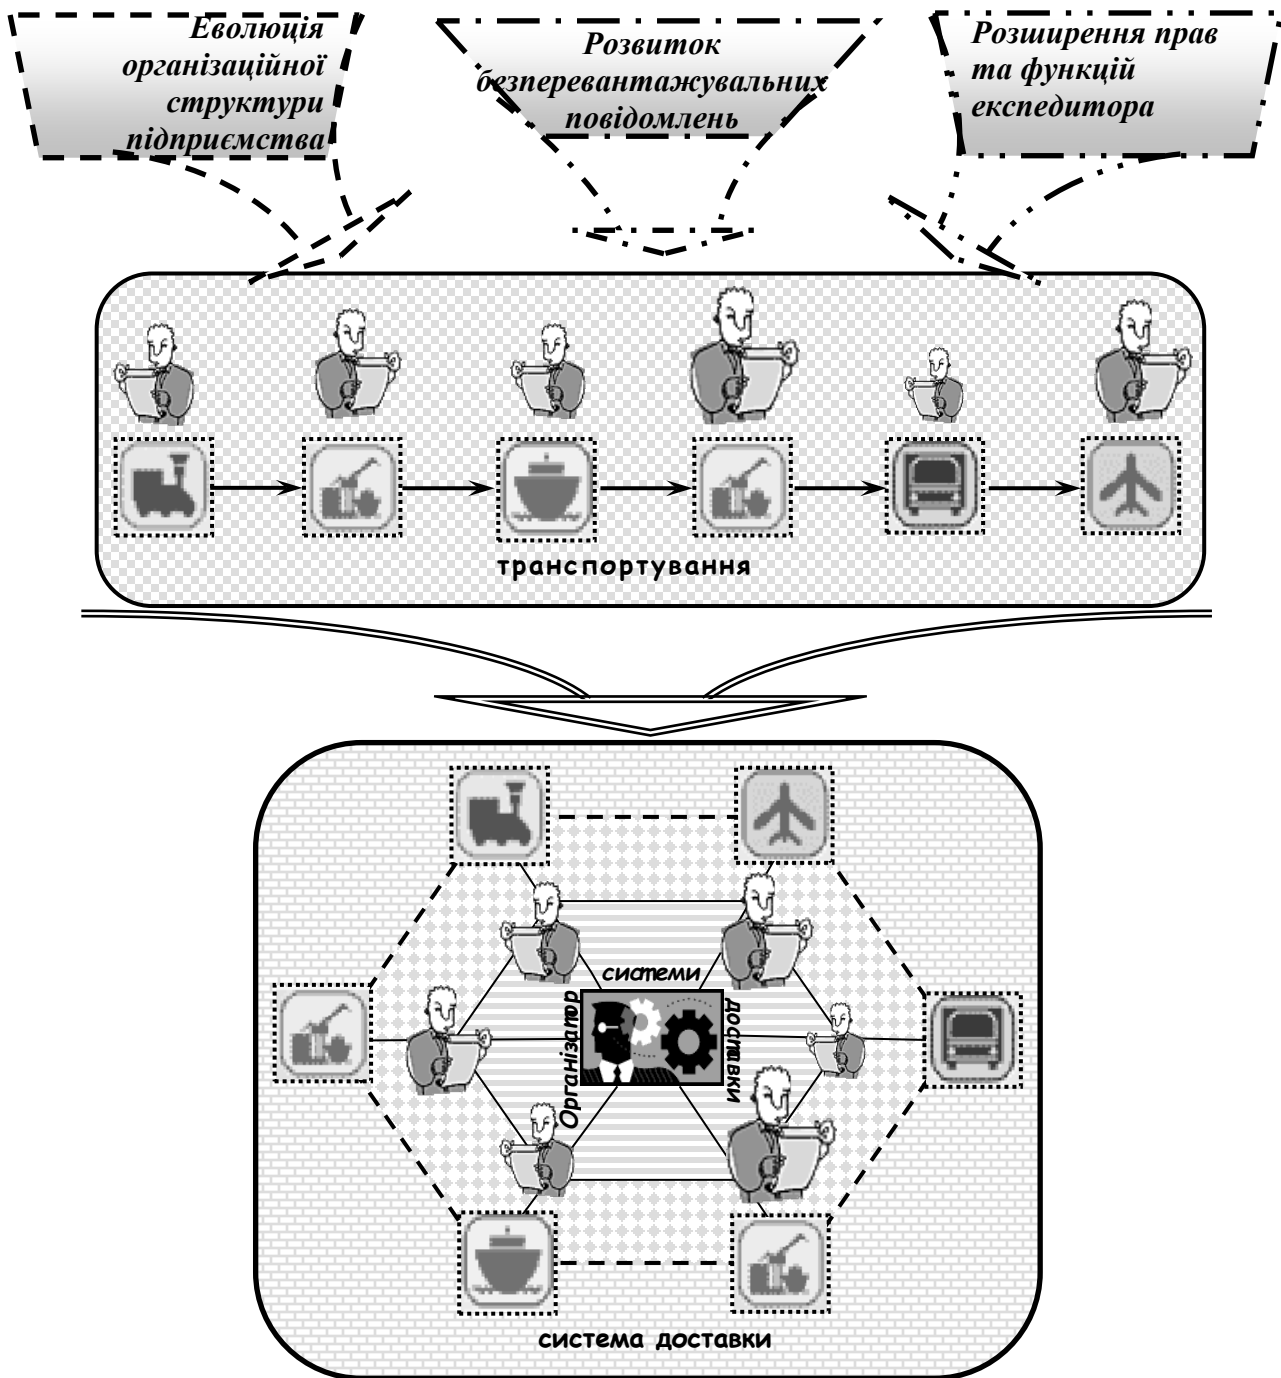 Еволюція
організаційної
структури
підприємства
Розвиток
безперевантажувальних
повідомлень
Розширення прав
та функцій
експедитора
транспортування
системи
Організатор
доставки
система доставки